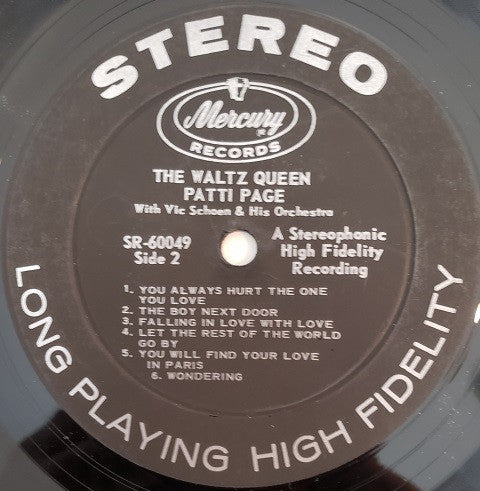 STEREO
Mercury
®
RECORDS
THE WALTZ QUEEN
PATTI PAGE
With Vic Schoen & His Orchestra
SR-60049
Side 2
A Stereophonic
High Fidelity
Recording
1. YOU ALWAYS HURT THE ONE
YOU LOVE
2. THE BOY NEXT DOOR
3. FALLING IN LOVE WITH LOVE
4. LET THE REST OF THE WORLD
GO BY
5. YOU WILL FIND YOUR LOVE
IN PARIS
6. WONDERING
LONG PLAYING HIGH FIDELITY